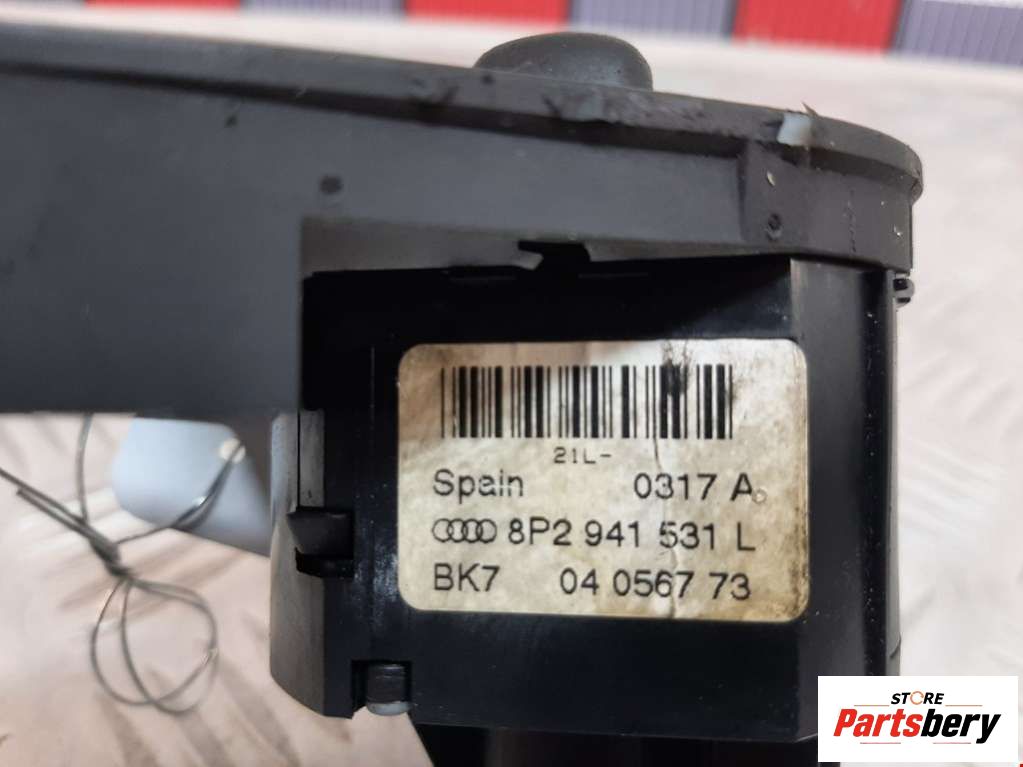 21L-
Spain 0317 A
8P2 941 531 L
BK7 04 0567 73
STORE
Partsbery